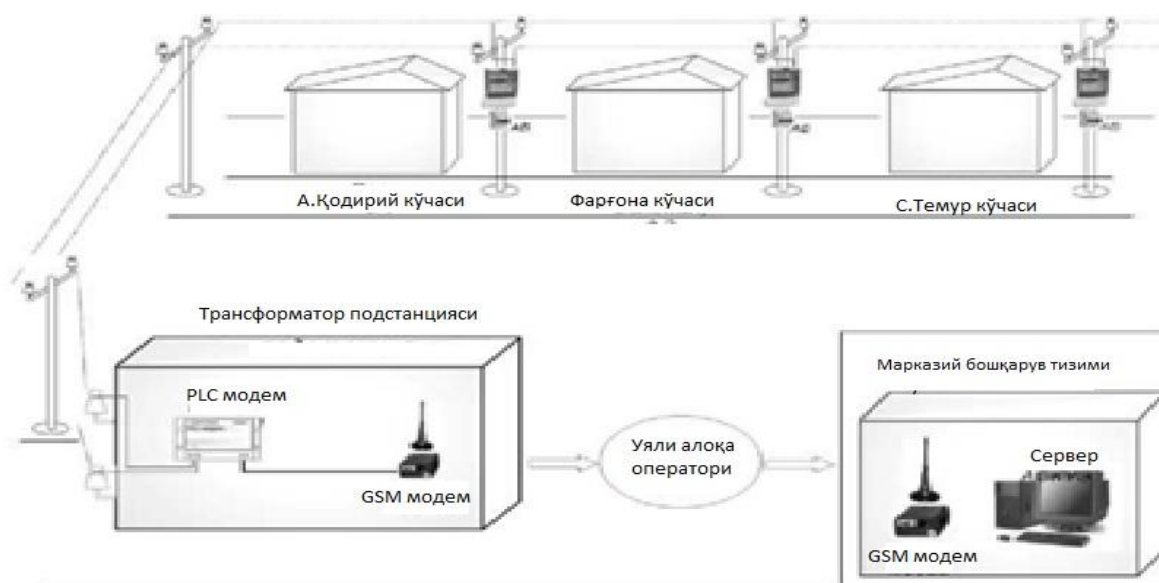 А.Қодирий кўчаси
Фарғона кўчаси
С.Темур кўчаси
Трансформатор подстанцияси
PLC модем
GSM модем
Уяли алоқа
оператори
Марказий бошқарув тизими
Сервер
GSM модем